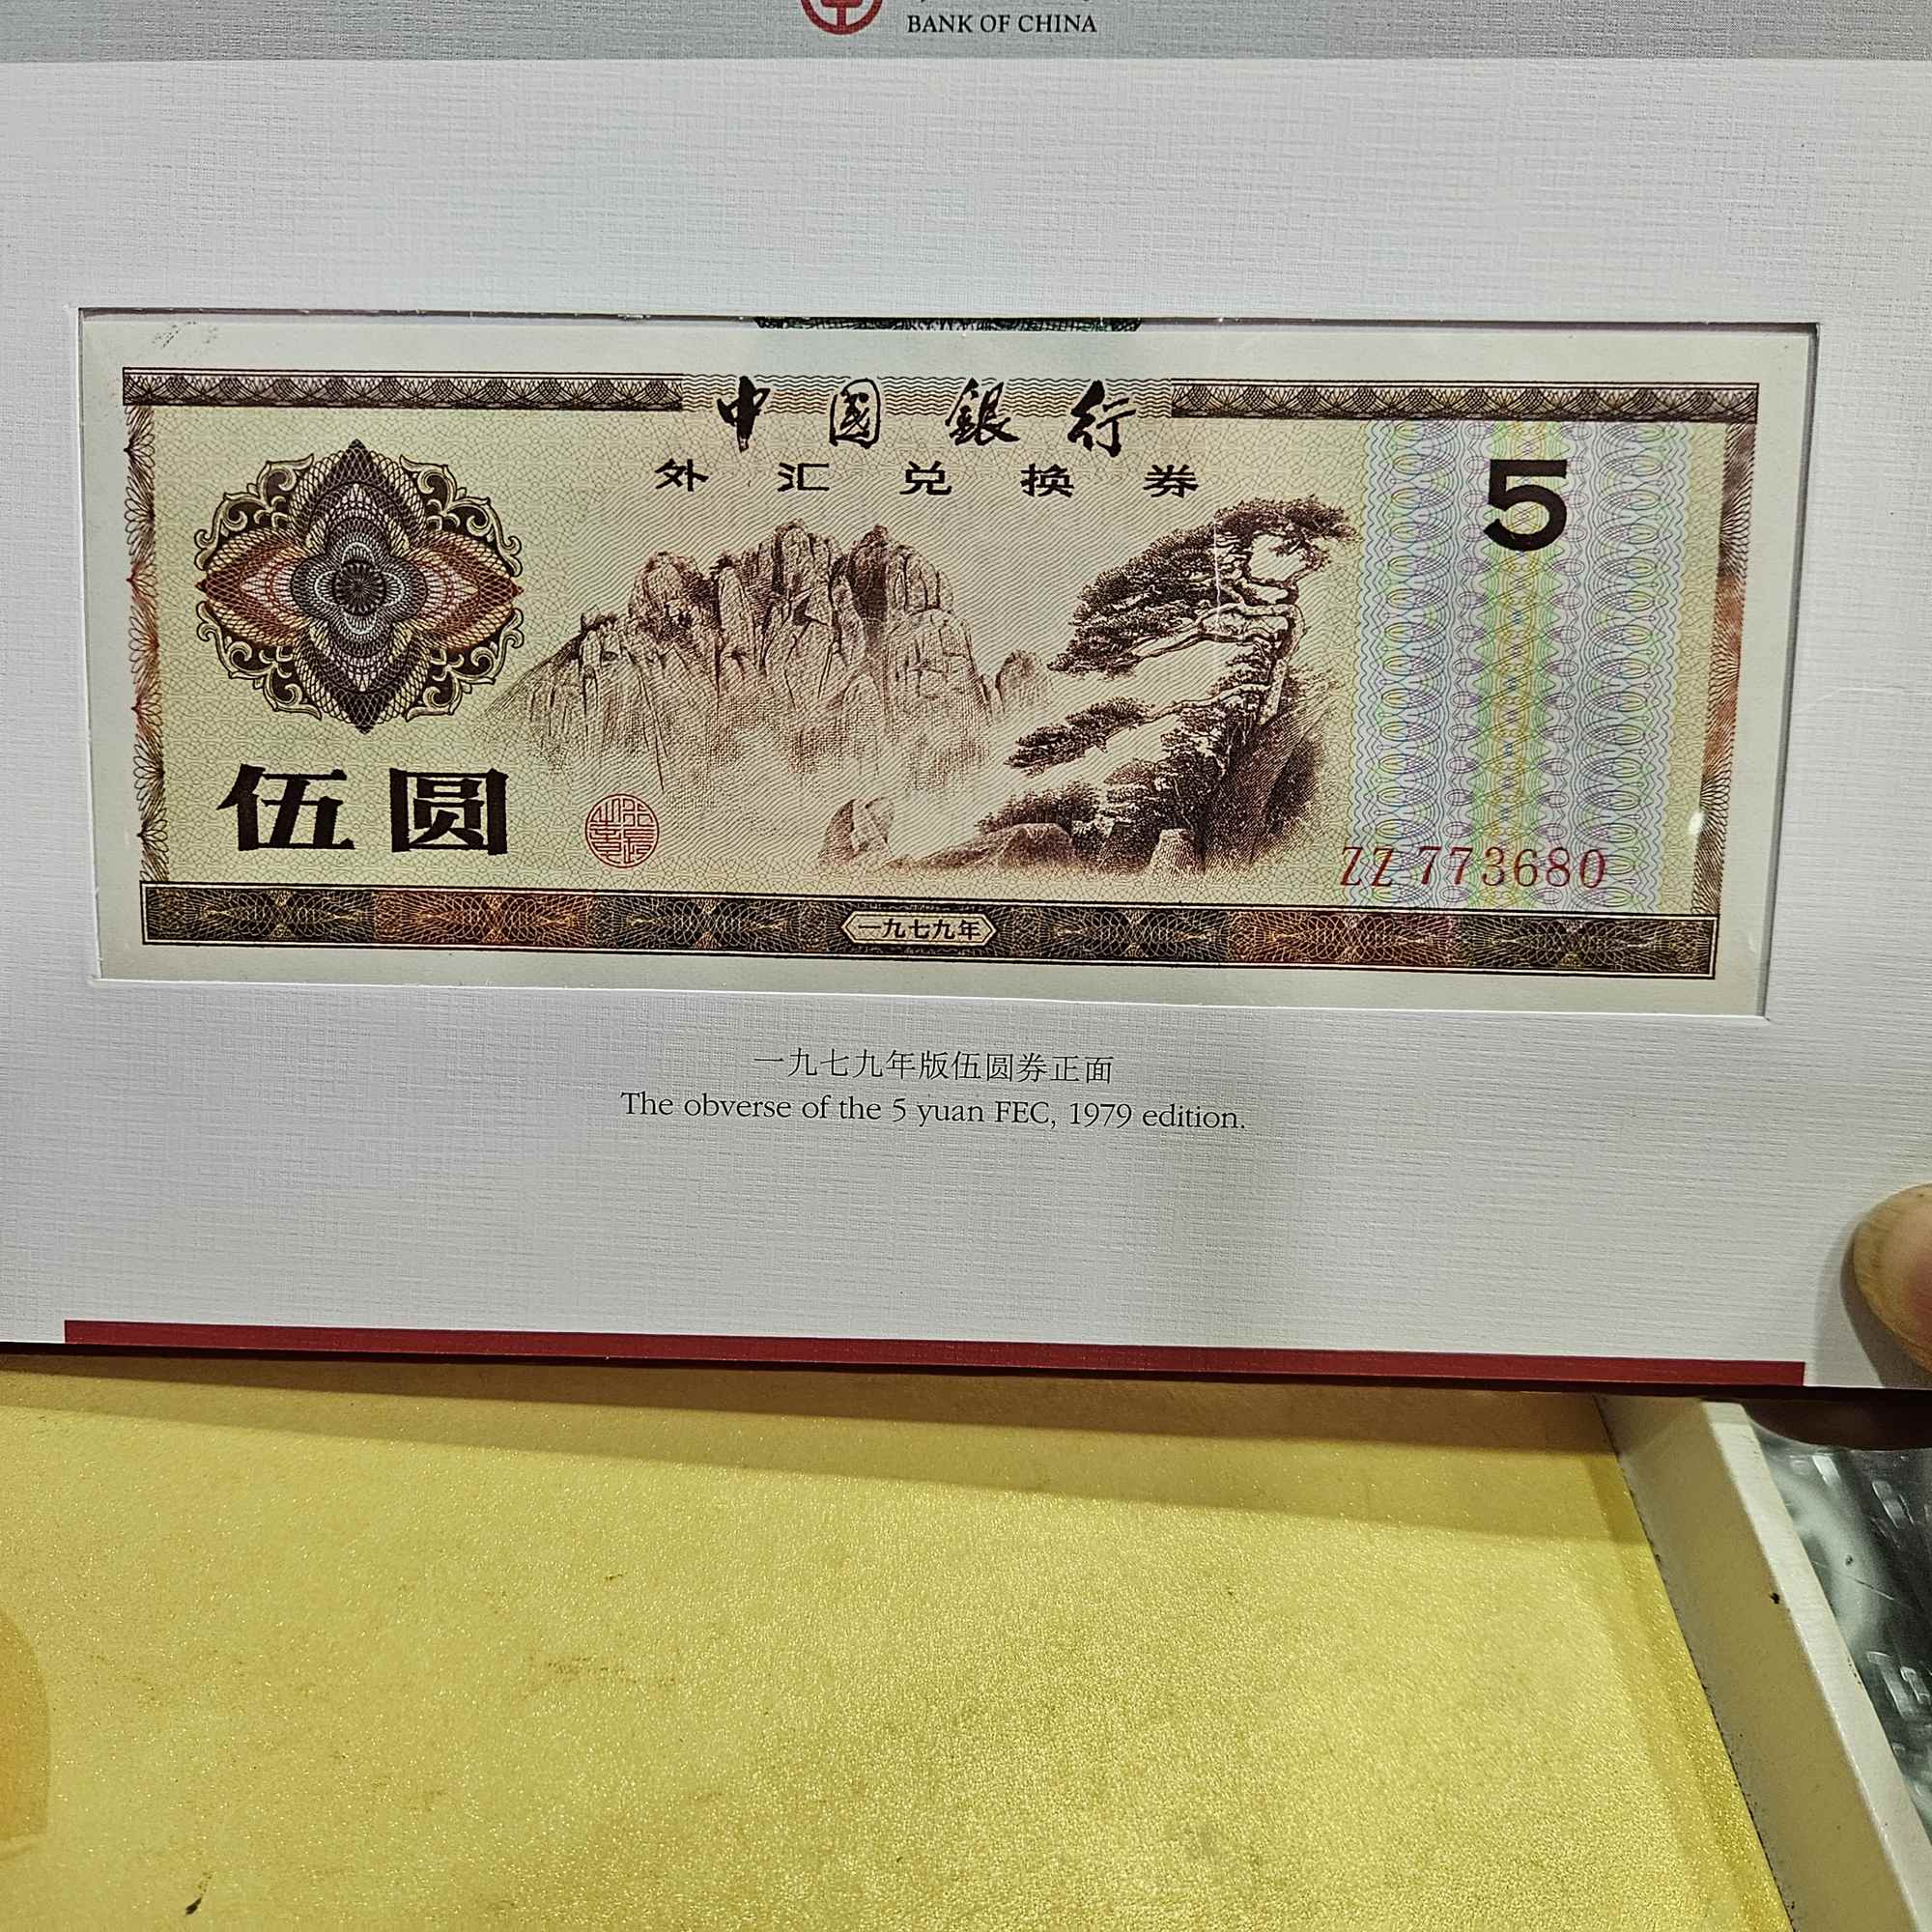 BANK OF CHINA
中國銀行
外汇兑换券
5
伍圆
ZZ 773680
一九七九年
一九七九年版伍圆券正面
The obverse of the 5 yuan FEC, 1979 edition.